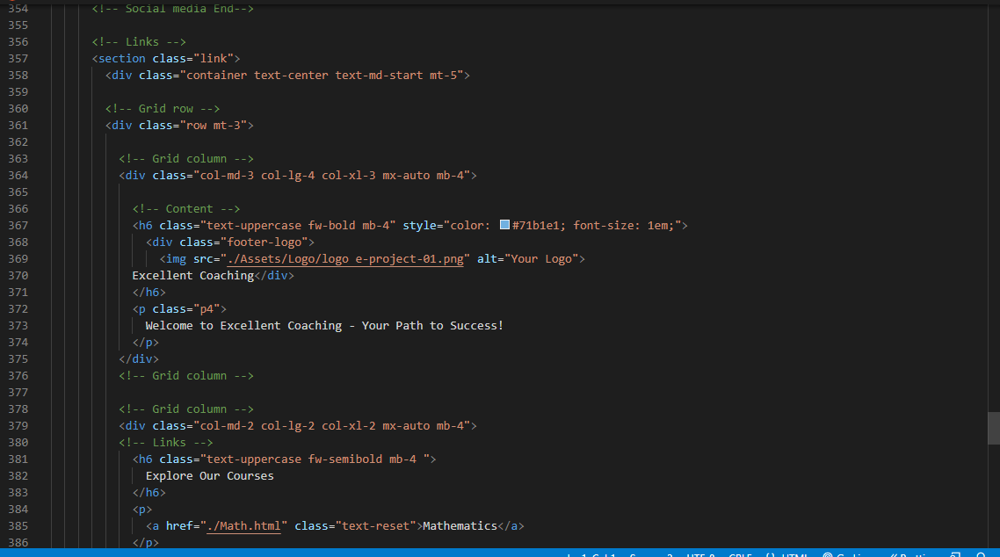 354 <!-- Social media End-->
355
356 <!-- Links -->
357 <section class="link">
358 <div class="container text-center text-md-start mt-5">
359
360 <!-- Grid row -->
361 <div class="row mt-3">
362
363 <!-- Grid column -->
364 <div class="col-md-3 col-lg-4 col-xl-3 mx-auto mb-4">
365
366 <!-- Content -->
367 <h6 class="text-uppercase fw-bold mb-4" style="color: #71b1e1; font-size: 1em;">
368 <div class="footer-logo">
369 <img src="./Assets/Logo/logo e-project-01.png" alt="Your Logo">
370 Excellent Coaching</div>
371 </h6>
372 <p class="p4">
373 Welcome to Excellent Coaching - Your Path to Success!
374 </p>
375 </div>
376 <!-- Grid column -->
377
378 <!-- Grid column -->
379 <div class="col-md-2 col-lg-2 col-xl-2 mx-auto mb-4">
380 <!-- Links -->
381 <h6 class="text-uppercase fw-semibold mb-4 ">
382 Explore Our Courses
383 </h6>
384 <p>
385 <a href="./Math.html" class="text-reset">Mathematics</a>
386 </p>